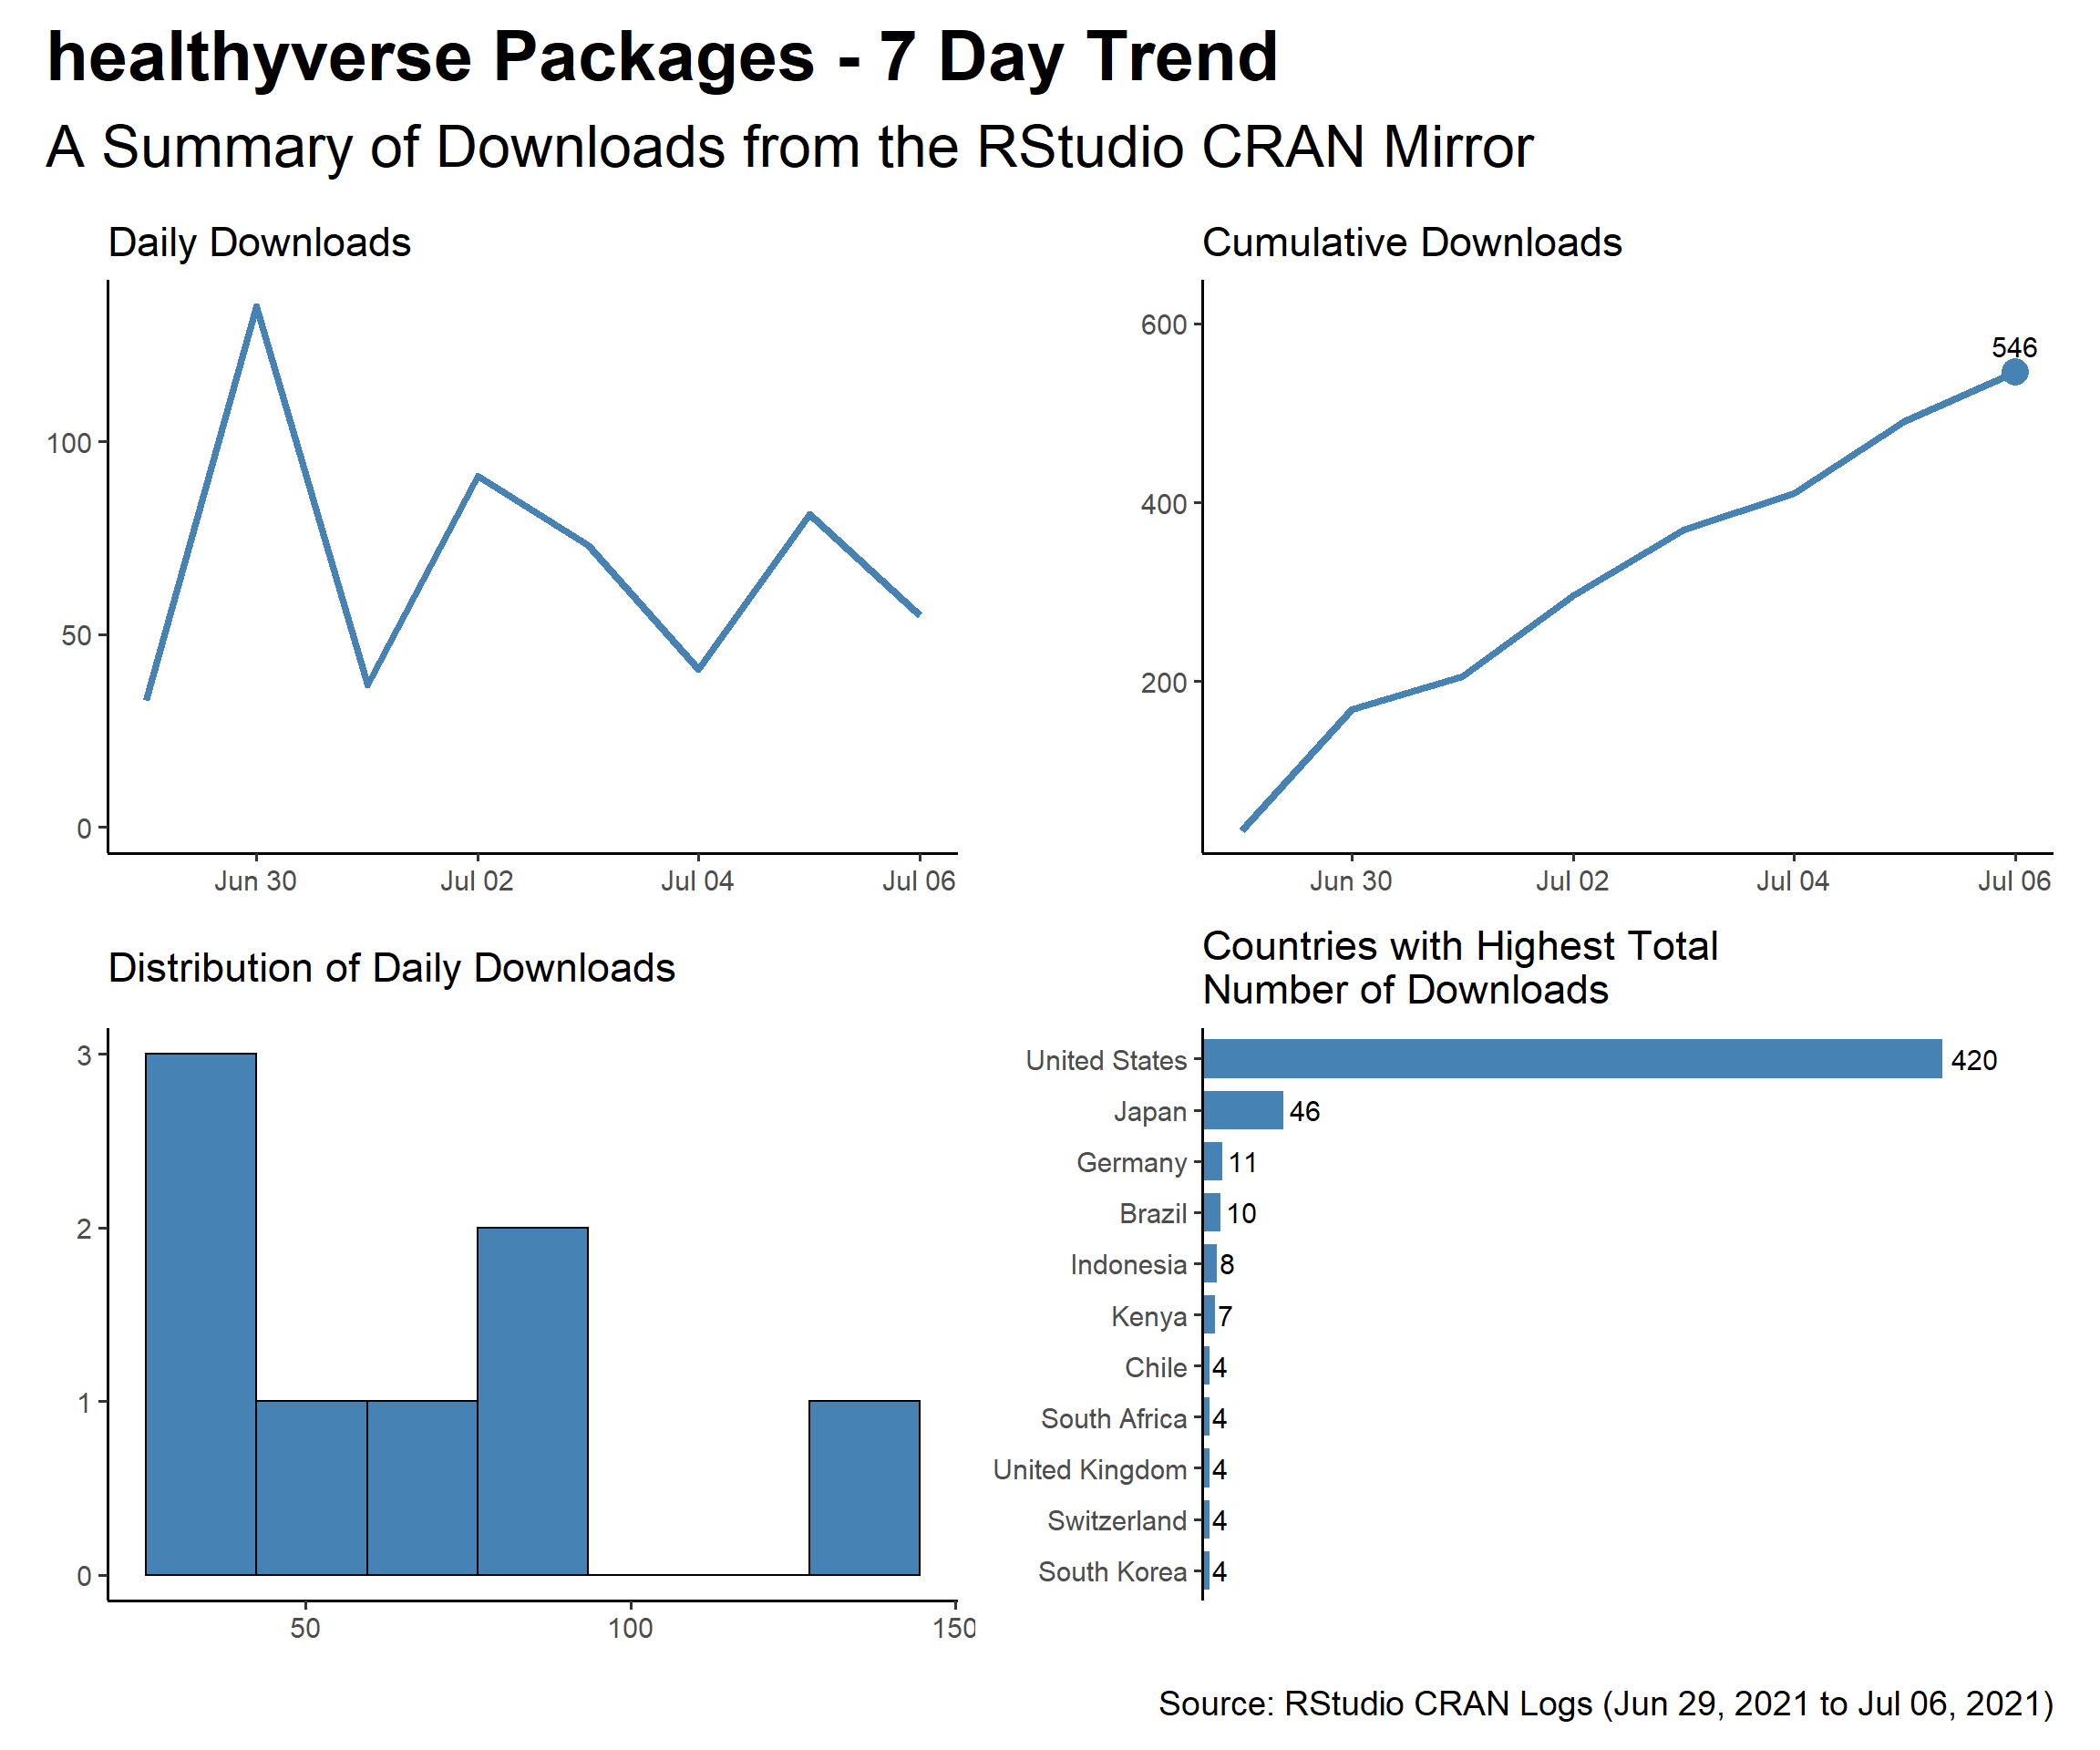 healthyverse Packages - 7 Day Trend
A Summary of Downloads from the RStudio CRAN Mirror
Daily Downloads
100
50
0
Jun 30 Jul 02 Jul 04 Jul 06
Cumulative Downloads
600
400
200
546
Jun 30 Jul 02 Jul 04 Jul 06
Distribution of Daily Downloads
3
2
1
0
50 100 150
Countries with Highest Total
Number of Downloads
United States 420
Japan 46
Germany 11
Brazil 10
Indonesia 8
Kenya 7
Chile 4
South Africa 4
United Kingdom 4
Switzerland 4
South Korea 4
Source: RStudio CRAN Logs (Jun 29, 2021 to Jul 06, 2021)